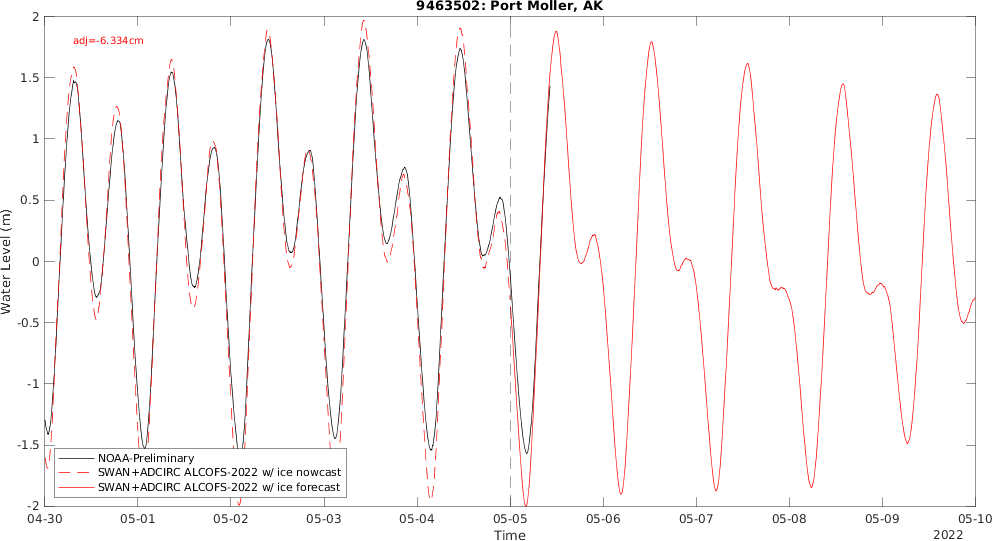 9463502: Port Moller, AK
adj=-6.334cm
2
1.5
1
0.5
0
-0.5
-1
-1.5
-2
Water Level (m)
NOAA-Preliminary
SWAN+ADCIRC ALCOFS-2022 w/ ice nowcast
SWAN+ADCIRC ALCOFS-2022 w/ ice forecast
04-30 05-01 05-02 05-03 05-04 05-05 05-06 05-07 05-08 05-09 05-10
Time
2022